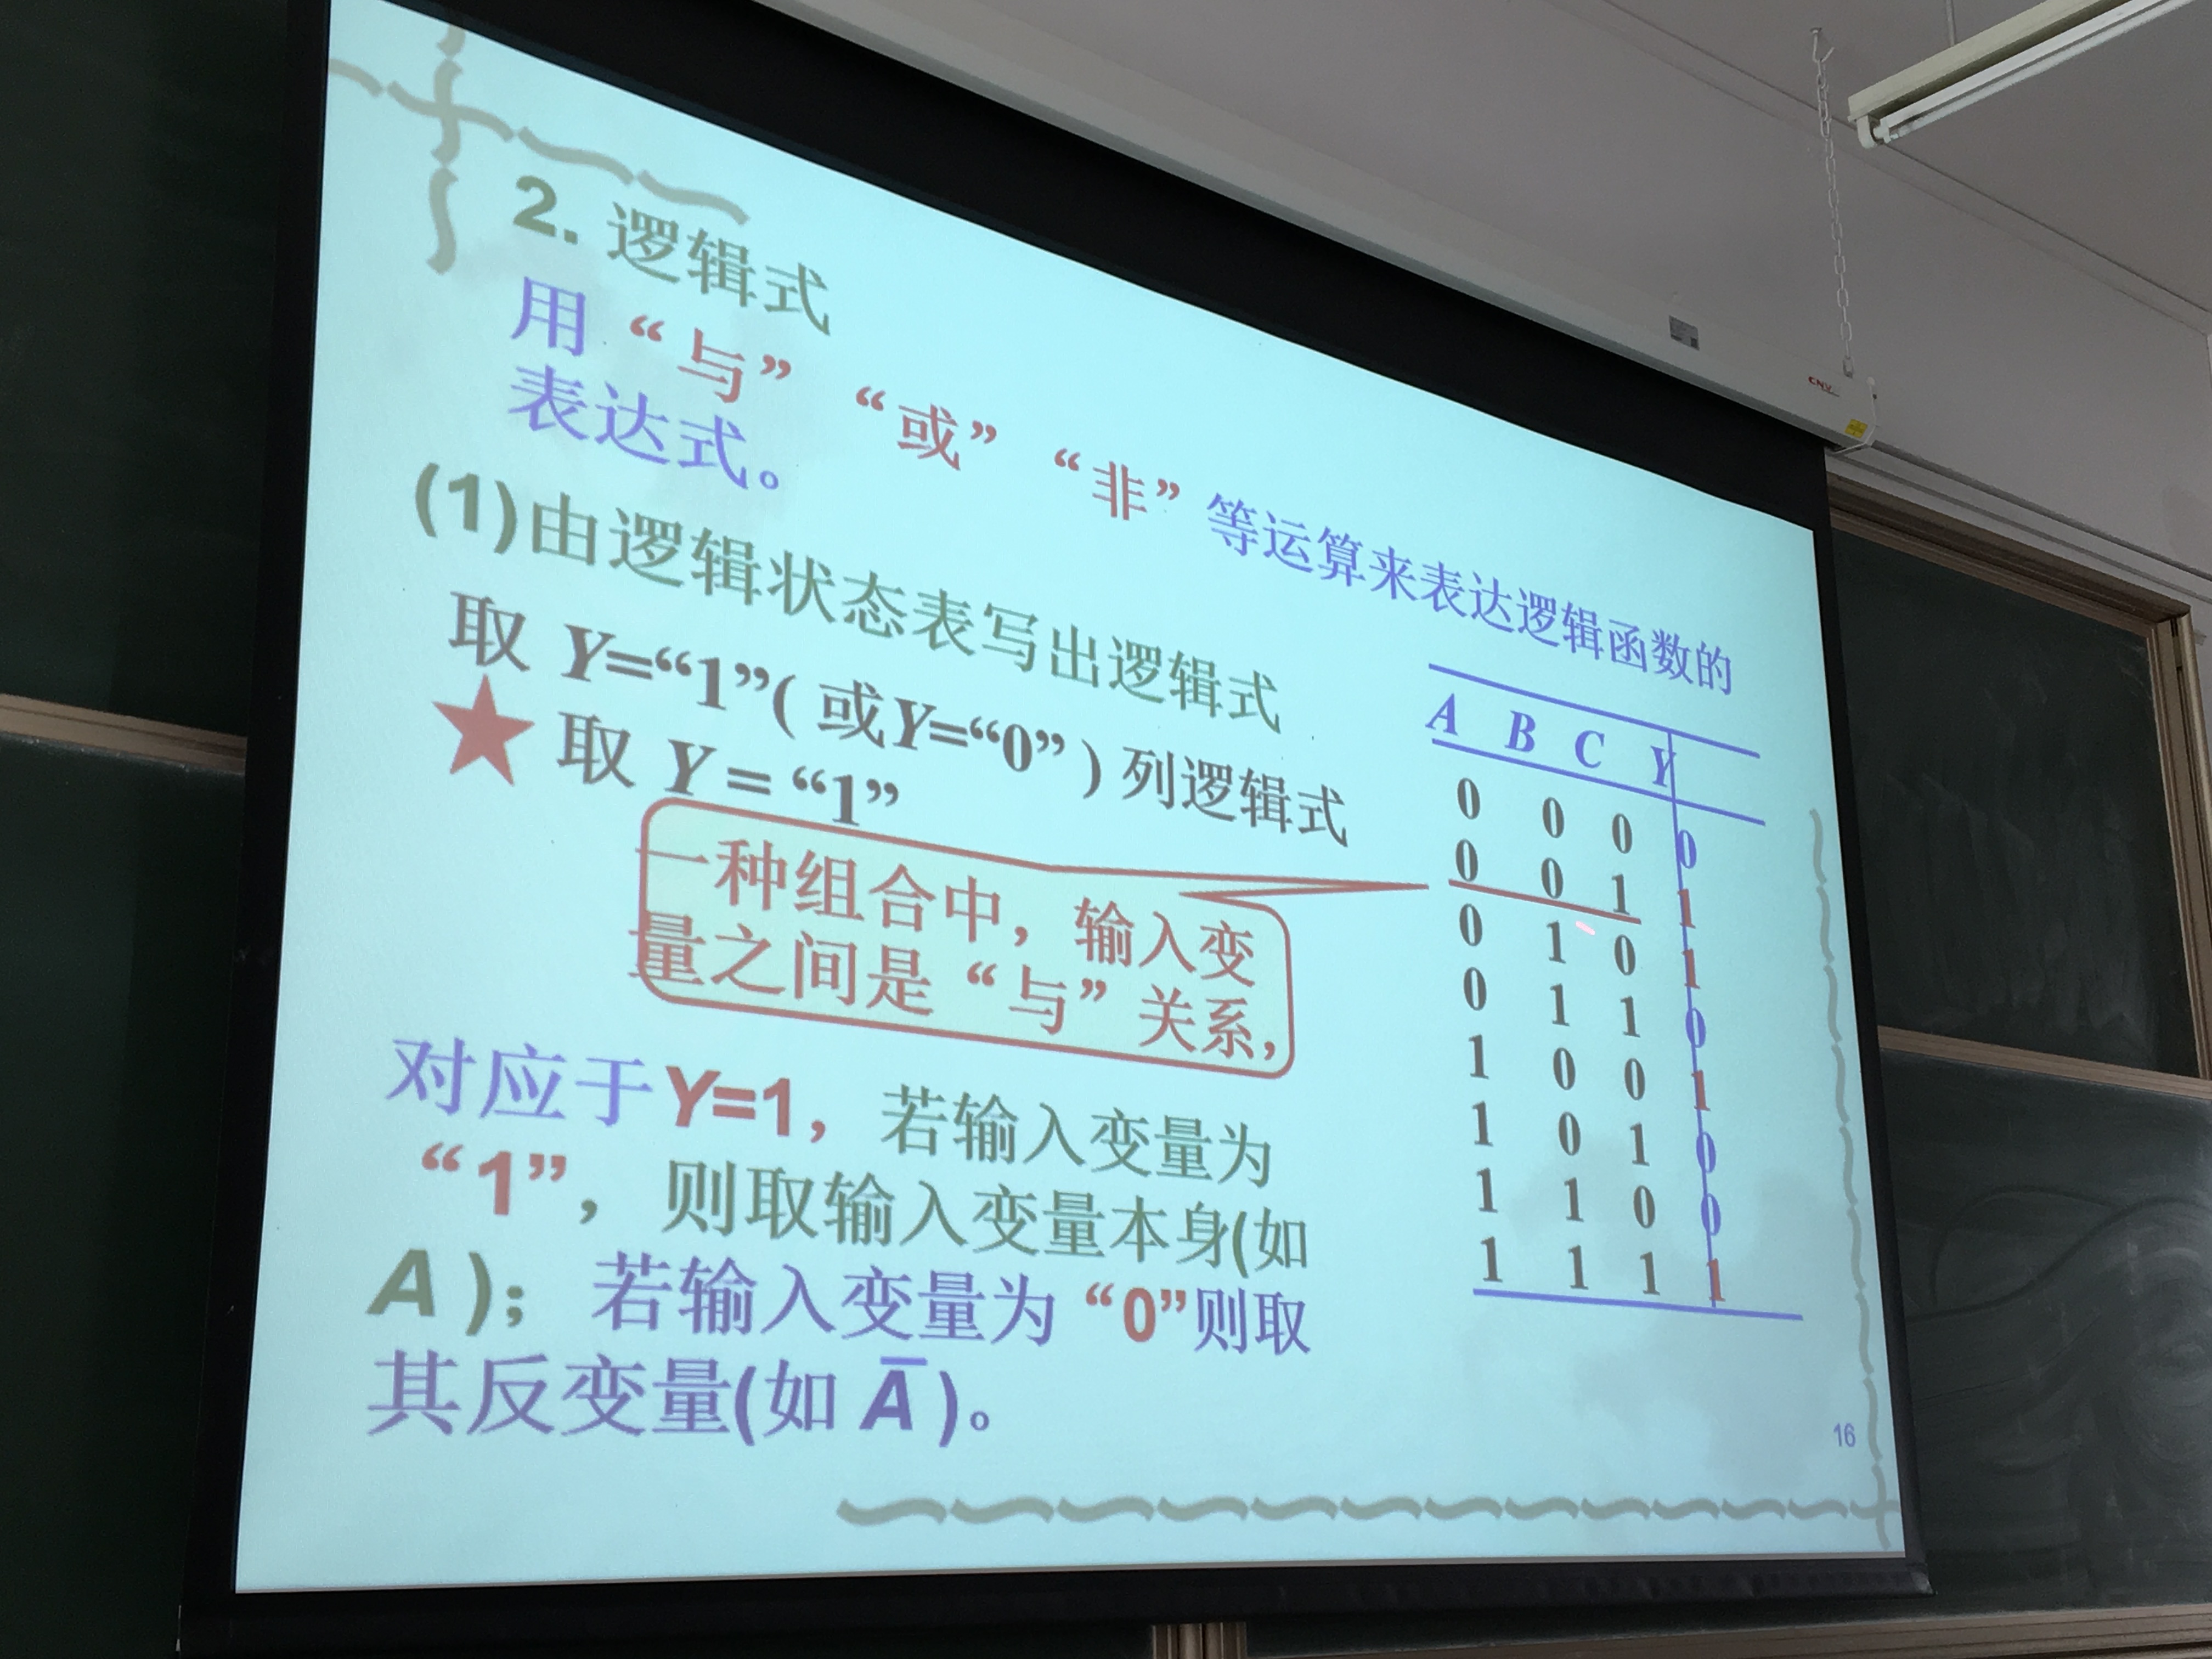 2. 逻辑式
用 “与” “或” “非” 等运算来表达逻辑函数的
表达式。
(1)由逻辑状态表写出逻辑式
取 Y=“1”( 或Y=“0” ) 列逻辑式
取 Y = “1”
一种组合中，输入变
量之间是 “与” 关系，
对应于Y=1，若输入变量为
“1”，则取输入变量本身(如
A )；若输入变量为 “0”则取
其反变量(如 A̅ )。
A B C Y
0 0 0 0
0 0 1 1
0 1 0 1
0 1 1 0
1 0 0 1
1 0 1 0
1 1 0 0
1 1 1 1
16